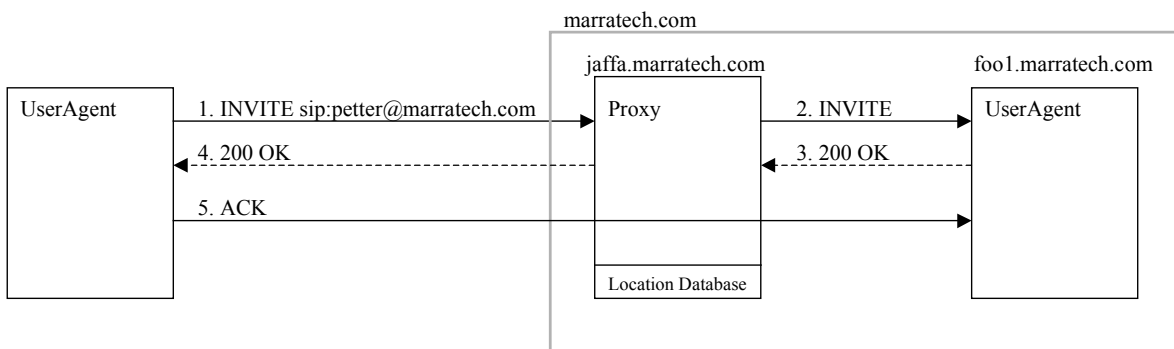 marratech.com
jaffa.marratech.com
foo1.marratech.com
UserAgent
1. INVITE sip:petter@marratech.com
Proxy
2. INVITE
UserAgent
4. 200 OK
3. 200 OK
5. ACK
Location Database